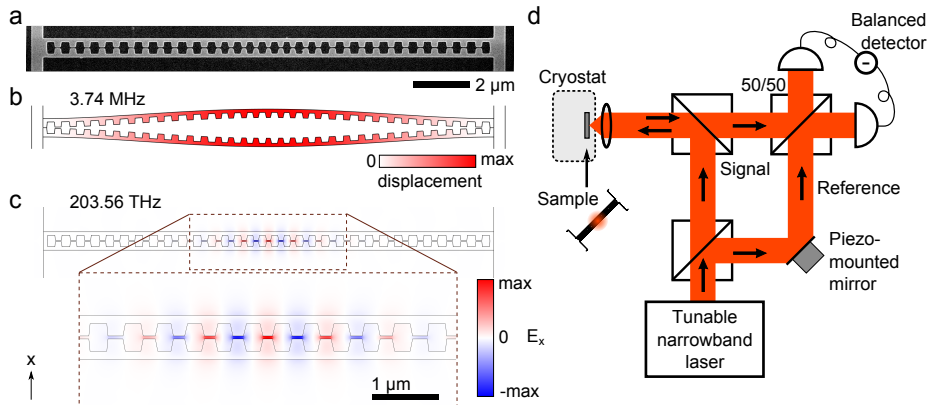 a
2 μm
b
3.74 MHz
0 max
displacement
c
203.56 THz
max
0 Eₓ
-max
x
1 μm
d
Balanced
detector
Cryostat
50/50
Signal
Sample
Reference
Piezo-
mounted
mirror
Tunable
narrowband
laser